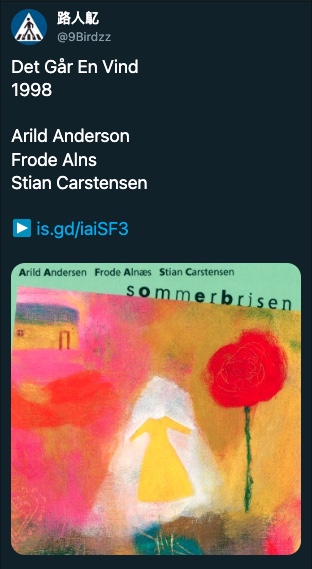 路人髭
@9Birdzz
Det Går En Vind
1998
Arild Anderson
Frode Alns
Stian Carstensen
is.gd/iaiSF3
Arild Andersen Frode Alnæs Stian Carstensen
sommerbrisen